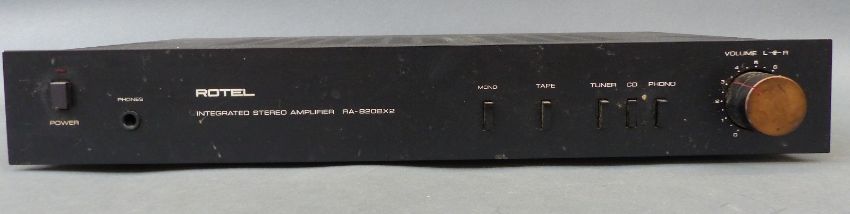 POWER
PHONES
ROTEL
INTEGRATED STEREO AMPLIFIER RA-820BX2
MONO
TAPE
TUNER CD PHONO
VOLUME L R